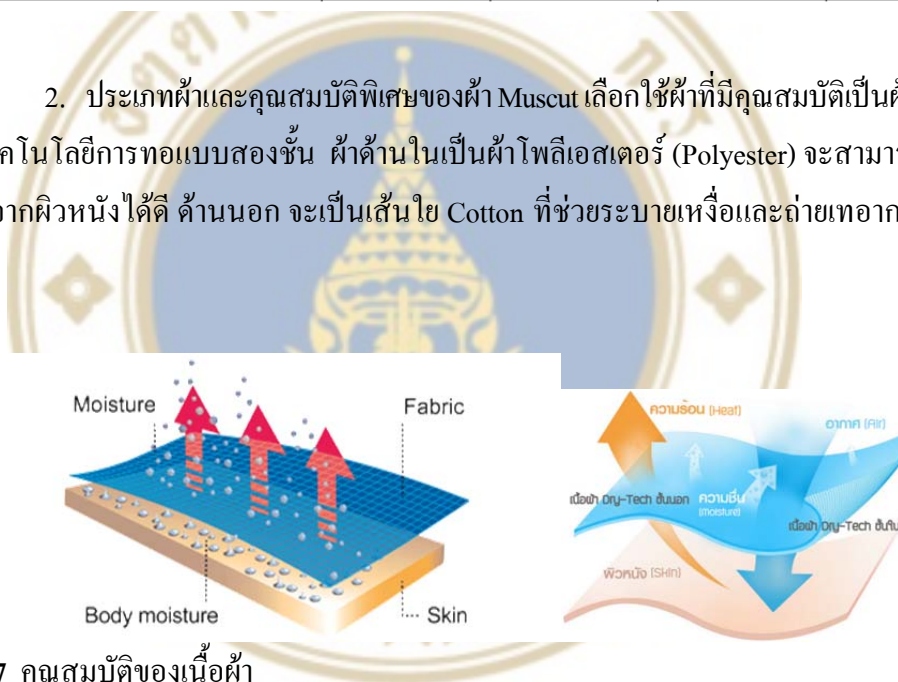 2. ประเภทผ้าและคุณสมบัติพิเศษของผ้า Muscut เลือกใช้ผ้าที่มีคุณสมบัติเป็น
คโนโลยีการทอแบบสองชั้น ผ้าด้านในเป็นผ้าโพลีเอสเตอร์ (Polyester) จะสามาร
จากผิวหนังได้ดี ด้านนอก จะเป็นเส้นใย Cotton ที่ช่วยระบายเหงื่อและถ่ายเทอาก
Moisture
Fabric
Body moisture
Skin
ความร้อน (Heat)
อากาศ (Air)
เนื้อผ้า Dry-Tech ชั้นนอก
ความชื้น
(moisture)
เนื้อผ้า Dry-Tech
ผิวหนัง (Skin)
7 คุณสมบัติของเนื้อผ้า